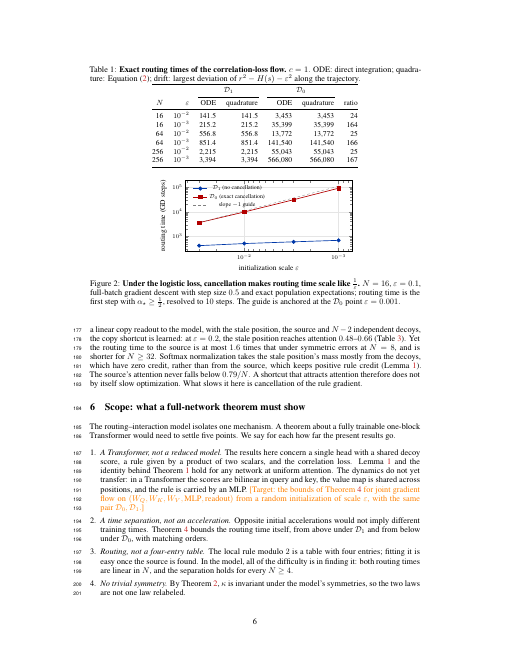 Table 1: Exact routing times of the correlation-loss flow. c = 1. ODE: direct integration; quadra-
ture: Equation (2); drift: largest deviation of r² − H(s) − ε² along the trajectory.
D₁ D₀
N ε ODE quadrature ODE quadrature ratio
16 10⁻² 141.5 141.5 3,453 3,453 24
16 10⁻³ 215.2 215.2 35,399 35,399 164
64 10⁻² 556.8 556.8 13,772 13,772 25
64 10⁻³ 851.4 851.4 141,540 141,540 166
256 10⁻² 2,215 2,215 55,043 55,043 25
256 10⁻³ 3,394 3,394 566,080 566,080 167
routing time (GD steps)
10⁵
10⁴
10³
D₁ (no cancellation)
D₀ (exact cancellation)
slope −1 guide
10⁻² 10⁻³
initialization scale ε
Figure 2: Under the logistic loss, cancellation makes routing time scale like 1/ε. N = 16, c = 0.1,
full-batch gradient descent with step size 0.5 and exact population expectations; routing time is the
first step with α⋆ ≥ 1/2, resolved to 10 steps. The guide is anchored at the D₀ point ε = 0.001.
177 a linear copy readout to the model, with the stale position, the source and N−2 independent decoys,
178 the copy shortcut is learned: at ε = 0.2, the stale position reaches attention 0.48–0.66 (Table 3). Yet
179 the routing time to the source is at most 1.6 times that under symmetric errors at N = 8, and is
180 shorter for N ≥ 32. Softmax normalization takes the stale position's mass mostly from the decoys,
181 which have zero credit, rather than from the source, which keeps positive rule credit (Lemma 1).
182 The source's attention never falls below 0.79/N. A shortcut that attracts attention therefore does not
183 by itself slow optimization. What slows it here is cancellation of the rule gradient.
184 6 Scope: what a full-network theorem must show
185 The routing–interaction model isolates one mechanism. A theorem about a fully trainable one-block
186 Transformer would need to settle five points. We say for each how far the present results go.
187 1. A Transformer, not a reduced model. The results here concern a single head with a shared decoy
188 score, a rule given by a product of two scalars, and the correlation loss. Lemma 1 and the
189 identity behind Theorem 1 hold for any network at uniform attention. The dynamics do not yet
190 transfer: in a Transformer the scores are bilinear in query and key, the value map is shared across
191 positions, and the rule is carried by an MLP. [Target: the bounds of Theorem 4 for joint gradient
192 flow on (W_Q, W_K, W_V, MLP, readout) from a random initialization of scale ε, with the same
193 pair D₀, D₁.]
194 2. A time separation, not an acceleration. Opposite initial accelerations would not imply different
195 training times. Theorem 4 bounds the routing time itself, from above under D₁ and from below
196 under D₀, with matching orders.
197 3. Routing, not a four-entry table. The local rule modulo 2 is a table with four entries; fitting it is
198 easy once the source is found. In the model, all of the difficulty is in finding it: both routing times
199 are linear in N, and the separation holds for every N ≥ 4.
200 4. No trivial symmetry. By Theorem 2, κ is invariant under the model's symmetries, so the two laws
201 are not one law relabeled.
6